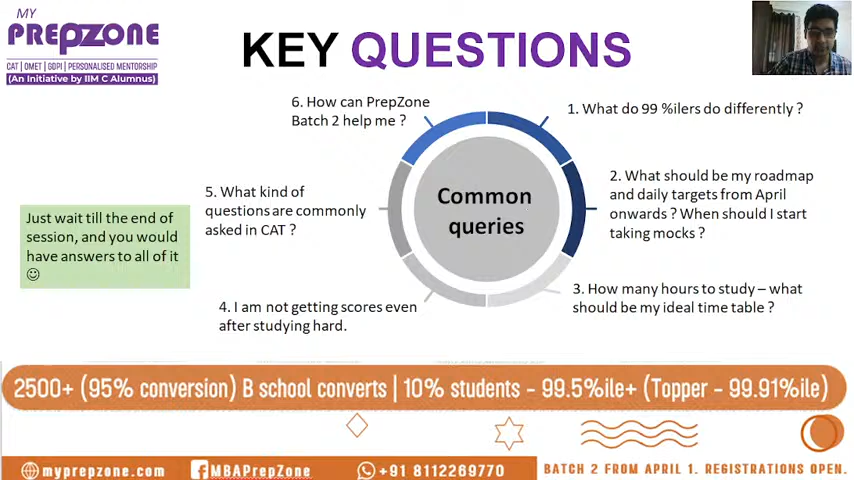 MY
PREPZONE
CAT | OMET | GDPI | PERSONALISED MENTORSHIP
(An Initiative by IIM C Alumnus)
KEY QUESTIONS
6. How can PrepZone
Batch 2 help me ?
1. What do 99 %ilers do differently ?
5. What kind of
questions are commonly
asked in CAT ?
Common
queries
2. What should be my roadmap
and daily targets from April
onwards ? When should I start
taking mocks ?
Just wait till the end of
session, and you would
have answers to all of it
☺
4. I am not getting scores even
after studying hard.
3. How many hours to study – what
should be my ideal time table ?
2500+ (95% conversion) B school converts | 10% students - 99.5%ile+ (Topper - 99.91%ile)
myprepzone.com
MBAPrepZone
+91 8112269770
BATCH 2 FROM APRIL 1. REGISTRATIONS OPEN.